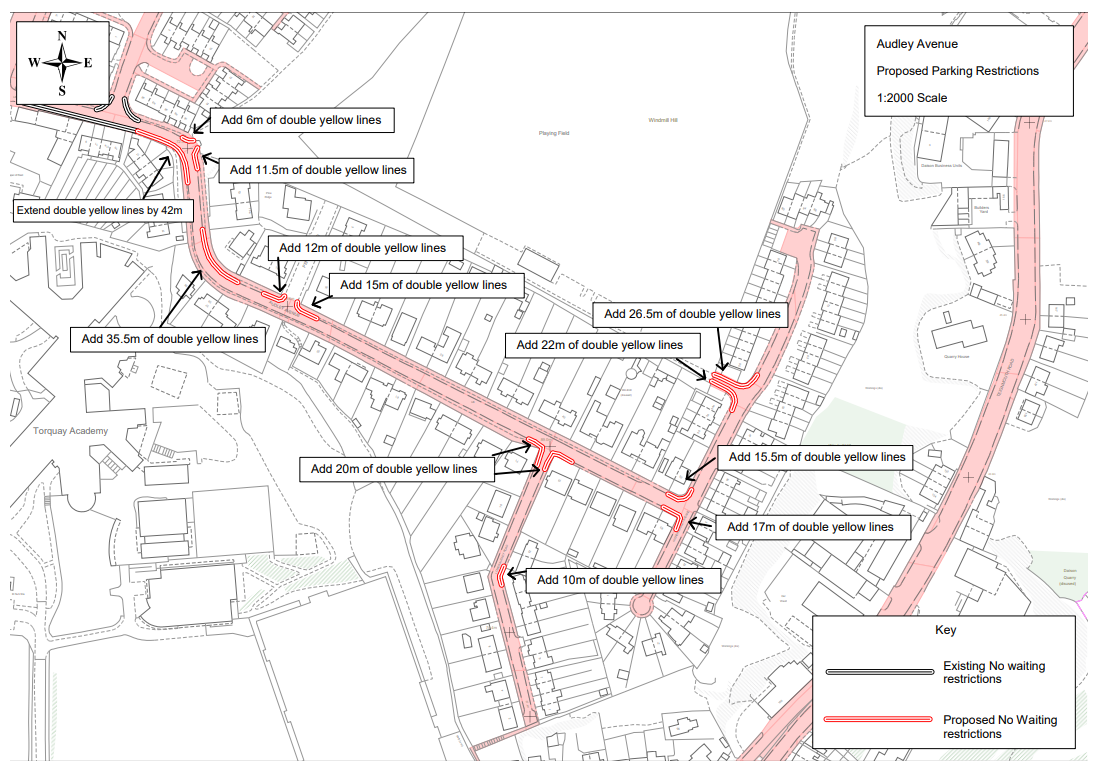 N
W E
S
Audley Avenue
Proposed Parking Restrictions
1:2000 Scale
Add 6m of double yellow lines
Windmill Hill
Playing Field
Add 11.5m of double yellow lines
Extend double yellow lines by 42m
Add 12m of double yellow lines
Add 15m of double yellow lines
Add 26.5m of double yellow lines
Add 35.5m of double yellow lines
Add 22m of double yellow lines
Quarry House
Torquay Academy
Add 20m of double yellow lines
Add 15.5m of double yellow lines
Add 17m of double yellow lines
Add 10m of double yellow lines
Key
Existing No waiting
restrictions
Proposed No Waiting
restrictions